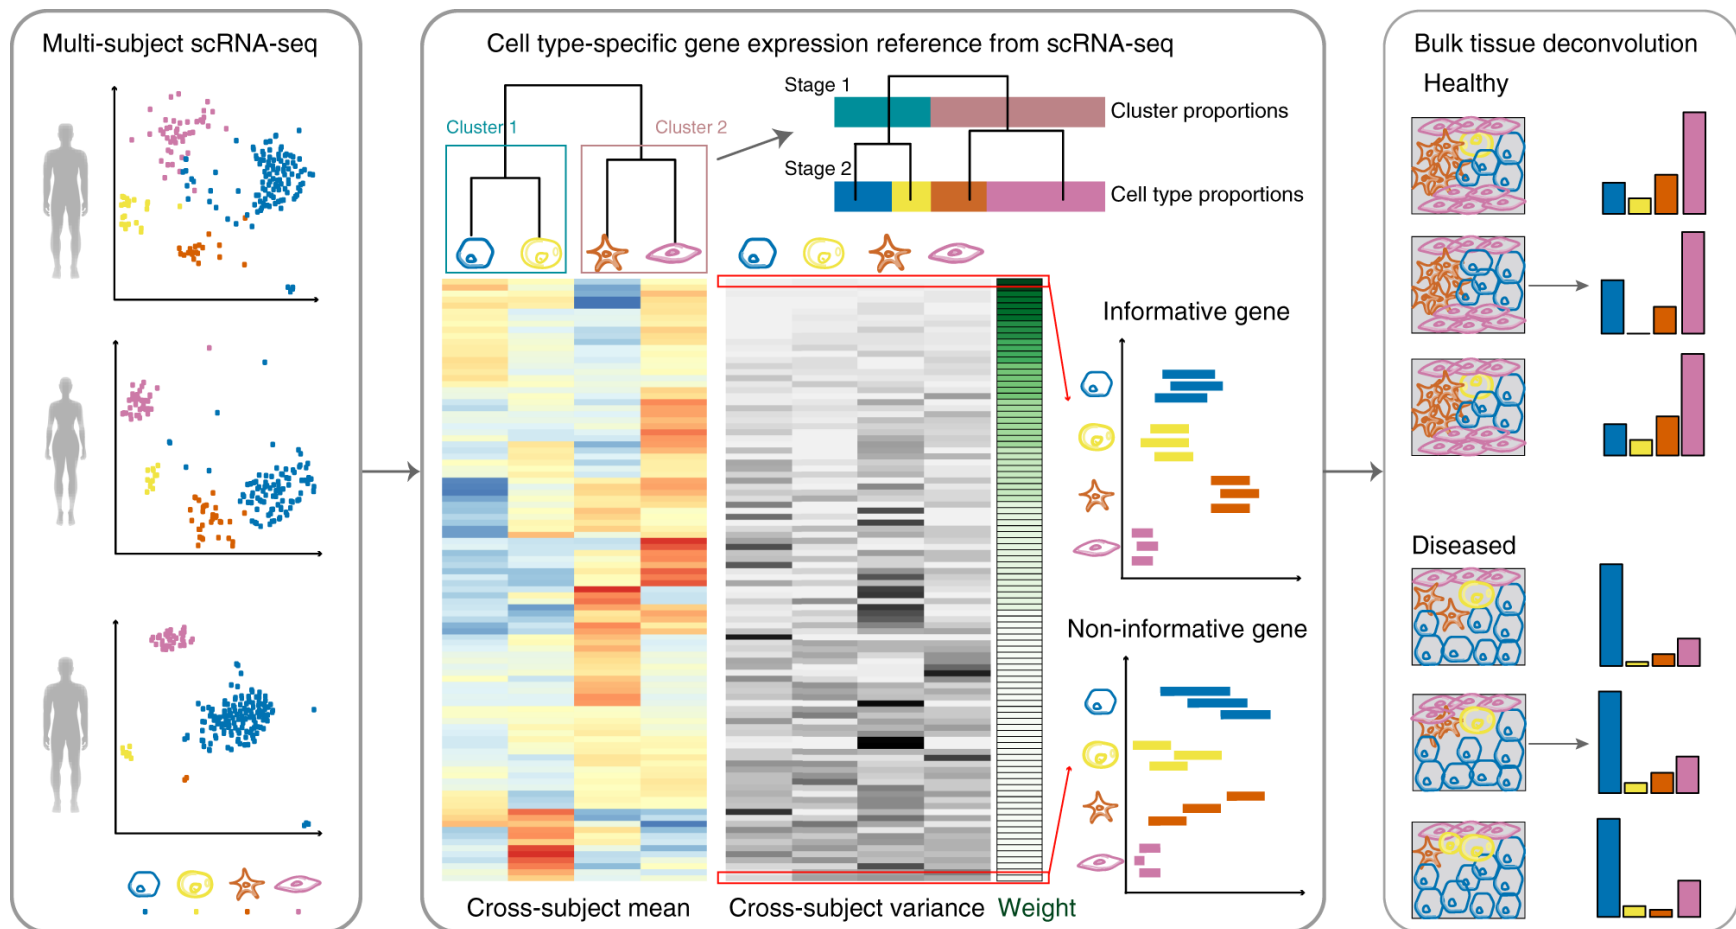 Multi-subject scRNA-seq
Cell type-specific gene expression reference from scRNA-seq
Cluster 1
Cluster 2
Stage 1
Cluster proportions
Stage 2
Cell type proportions
Informative gene
Non-informative gene
Cross-subject mean
Cross-subject variance
Weight
Bulk tissue deconvolution
Healthy
Diseased